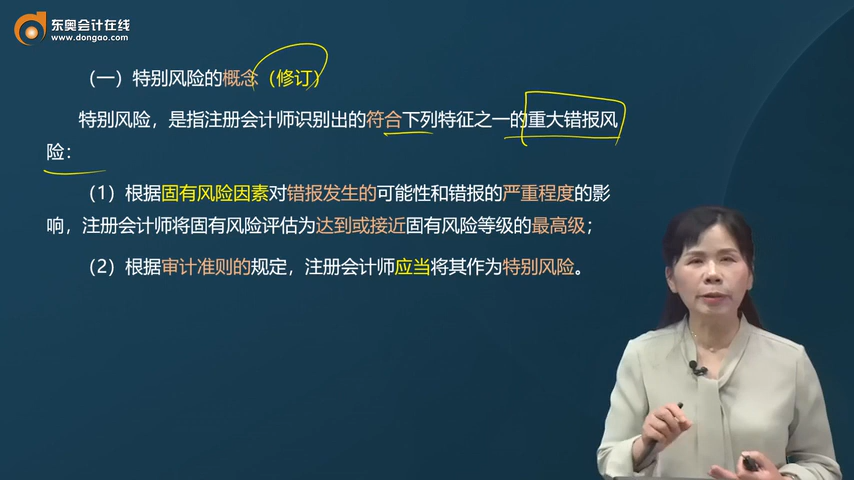 东奥会计在线
www.dongao.com
（一）特别风险的概念（修订）
特别风险，是指注册会计师识别出的符合下列特征之一的重大错报风
险：
（1）根据固有风险因素对错报发生的可能性和错报的严重程度的影
响，注册会计师将固有风险评估为达到或接近固有风险等级的最高级；
（2）根据审计准则的规定，注册会计师应当将其作为特别风险。